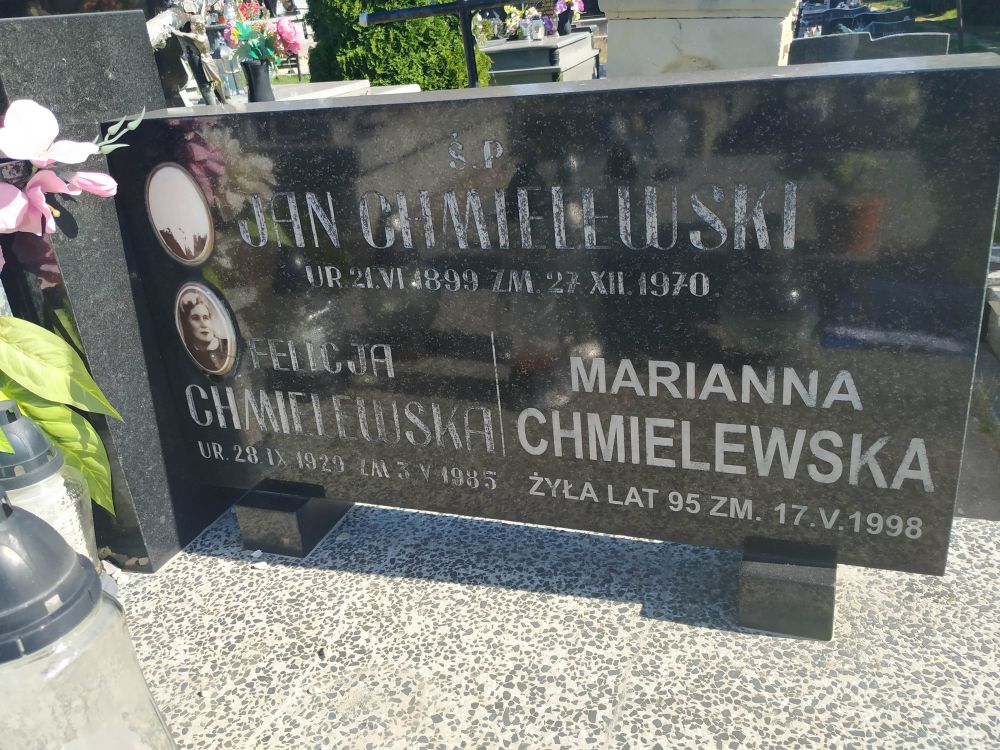 Ś P
JAN CHMIELEWSKI
UR. 21.VI 1899 ZM. 27 XII. 1970.
FELICJA
CHMIELEWSKA
UR. 28 IX 1929 ZM 3 V 1985
MARIANNA
CHMIELEWSKA
ŻYŁA LAT 95 ZM. 17.V.1998